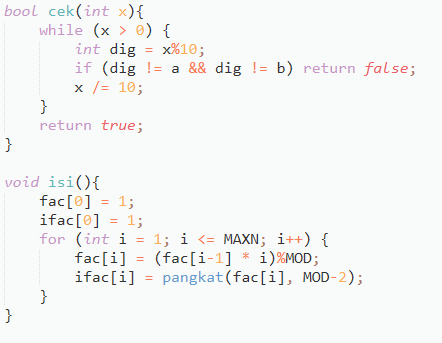 bool cek(int x){
    while (x > 0) {
        int dig = x%10;
        if (dig != a && dig != b) return false;
        x /= 10;
    }
    return true;
}

void isi(){
    fac[0] = 1;
    ifac[0] = 1;
    for (int i = 1; i <= MAXN; i++) {
        fac[i] = (fac[i-1] * i)%MOD;
        ifac[i] = pangkat(fac[i], MOD-2);
    }
}